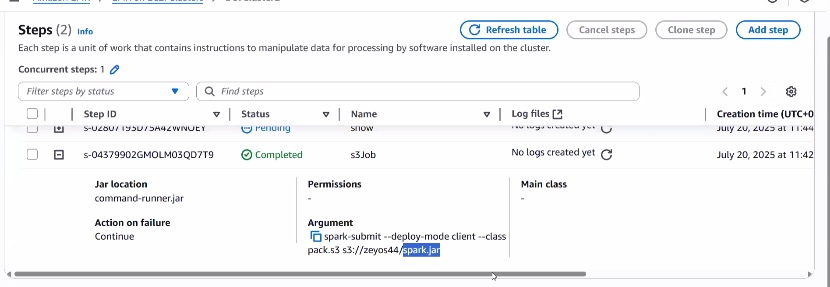 Steps (2) Info
Refresh table
Cancel steps
Clone step
Add step
Each step is a unit of work that contains instructions to manipulate data for processing by software installed on the cluster.
Concurrent steps: 1
Filter steps by status
Find steps
1
Step ID Status Name Log files Creation time (UTC+0
s-02807193D75A42WNOEY Pending show No logs created yet July 20, 2025 at 11:44
s-04379902GMOLM03QD7T9 Completed s3Job No logs created yet July 20, 2025 at 11:42
Jar location Permissions Main class
command-runner.jar - -
Action on failure Argument
Continue spark-submit --deploy-mode client --class
pack.s3 s3://zeyos44/spark.jar